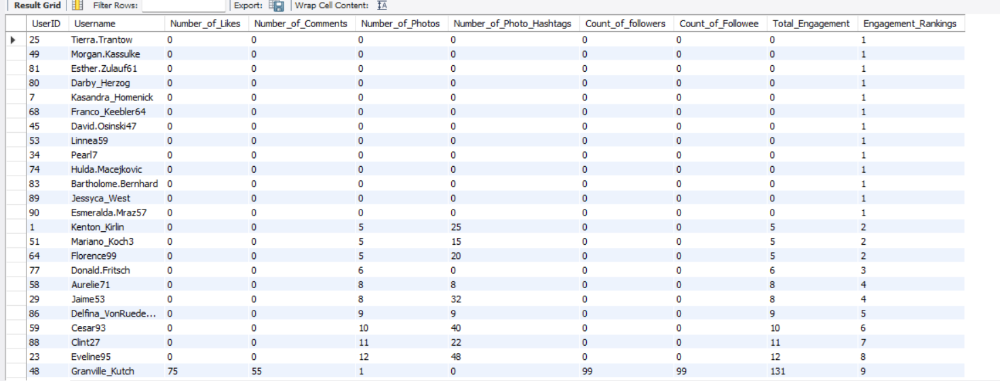 Result Grid Filter Rows: Export: Wrap Cell Content: IA
UserID Username Number_of_Likes Number_of_Comments Number_of_Photos Number_of_Photo_Hashtags Count_of_followers Count_of_Followee Total_Engagement Engagement_Rankings
25 Tierra.Trantow 0 0 0 0 0 0 0 1
49 Morgan.Kassulke 0 0 0 0 0 0 0 1
81 Esther.Zulauf61 0 0 0 0 0 0 0 1
80 Darby_Herzog 0 0 0 0 0 0 0 1
7 Kasandra_Homenick 0 0 0 0 0 0 0 1
68 Franco_Keebler64 0 0 0 0 0 0 0 1
45 David.Osinski47 0 0 0 0 0 0 0 1
53 Linnea59 0 0 0 0 0 0 0 1
34 Pearl7 0 0 0 0 0 0 0 1
74 Hulda.Macejkovic 0 0 0 0 0 0 0 1
83 Bartholome.Bernhard 0 0 0 0 0 0 0 1
89 Jessyca_West 0 0 0 0 0 0 0 1
90 Esmeralda.Mraz57 0 0 0 0 0 0 0 1
1 Kenton_Kirlin 0 0 5 25 0 0 5 2
51 Mariano_Koch3 0 0 5 15 0 0 5 2
64 Florence99 0 0 5 20 0 0 5 2
77 Donald.Fritsch 0 0 6 0 0 0 6 3
58 Aurelie71 0 0 8 8 0 0 8 4
29 Jaime53 0 0 8 32 0 0 8 4
86 Delfina_VonRuede... 0 0 9 9 0 0 9 5
59 Cesar93 0 0 10 40 0 0 10 6
88 Clint27 0 0 11 22 0 0 11 7
23 Eveline95 0 0 12 48 0 0 12 8
48 Granville_Kutch 75 55 1 0 99 99 131 9